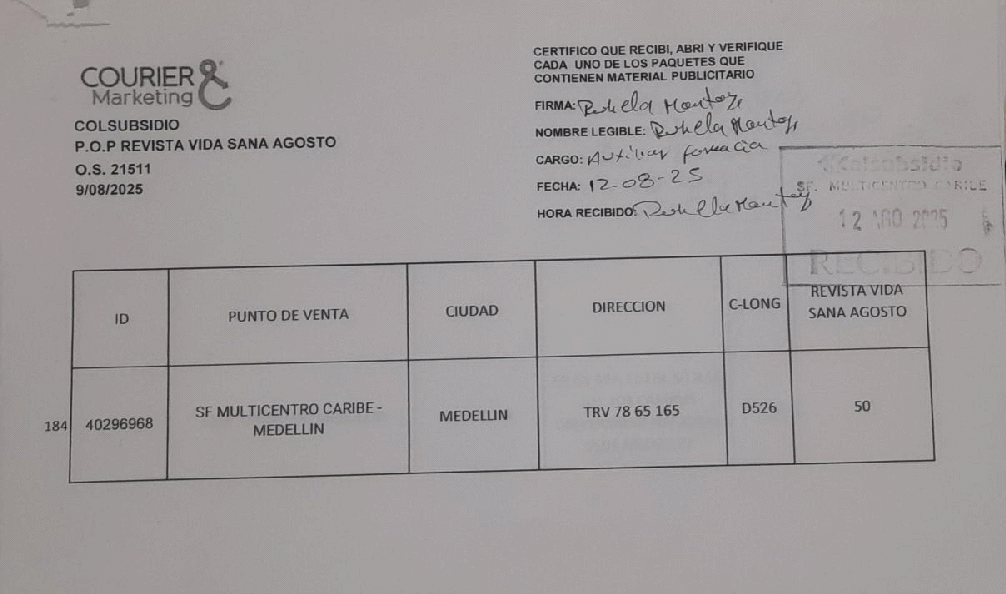 COURIER &
Marketing
COLSUBSIDIO
P.O.P REVISTA VIDA SANA AGOSTO
O.S. 21511
9/08/2025
CERTIFICO QUE RECIBI, ABRI Y VERIFIQUE
CADA UNO DE LOS PAQUETES QUE
CONTIENEN MATERIAL PUBLICITARIO
FIRMA:
NOMBRE LEGIBLE:
CARGO: Auxiliar farmacia
FECHA: 12-08-25
HORA RECIBIDO:
Colsubsidio
SF. MULTICENTRO CARIBE
12 AGO 2025
RECIBIDO
ID PUNTO DE VENTA CIUDAD DIRECCION C-LONG REVISTA VIDA SANA AGOSTO
184 40296968 SF MULTICENTRO CARIBE - MEDELLIN MEDELLIN TRV 78 65 165 D526 50